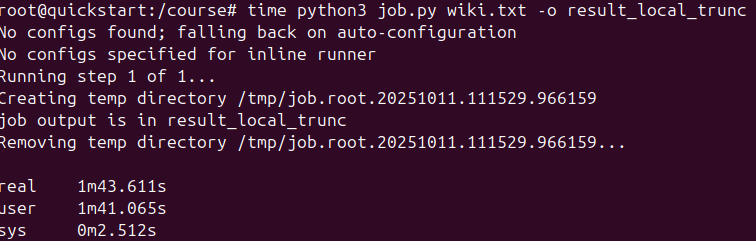 root@quickstart:/course# time python3 job.py wiki.txt -o result_local_trunc
No configs found; falling back on auto-configuration
No configs specified for inline runner
Running step 1 of 1...
Creating temp directory /tmp/job.root.20251011.111529.966159
job output is in result_local_trunc
Removing temp directory /tmp/job.root.20251011.111529.966159...
real 1m43.611s
user 1m41.065s
sys 0m2.512s